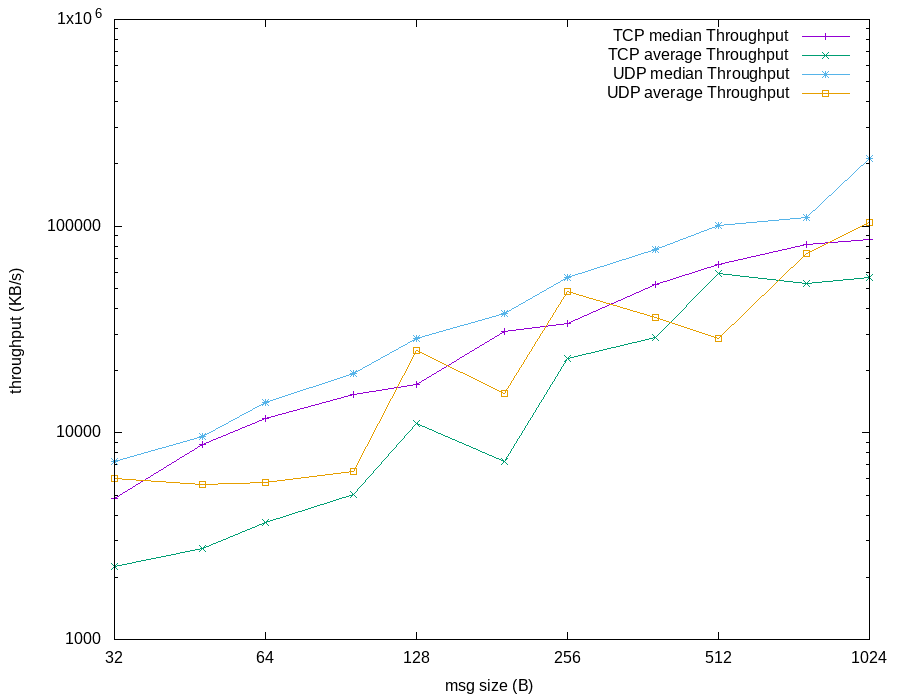 1x10^6
100000
10000
1000
throughput (KB/s)
TCP median Throughput
TCP average Throughput
UDP median Throughput
UDP average Throughput
32 64 128 256 512 1024
msg size (B)